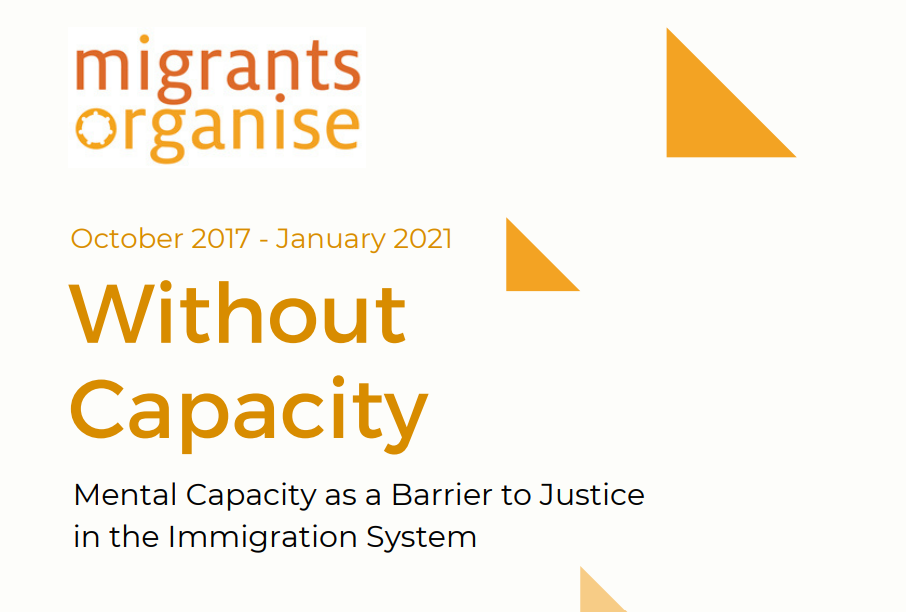 migrants
organise
October 2017 - January 2021
Without
Capacity
Mental Capacity as a Barrier to Justice
in the Immigration System